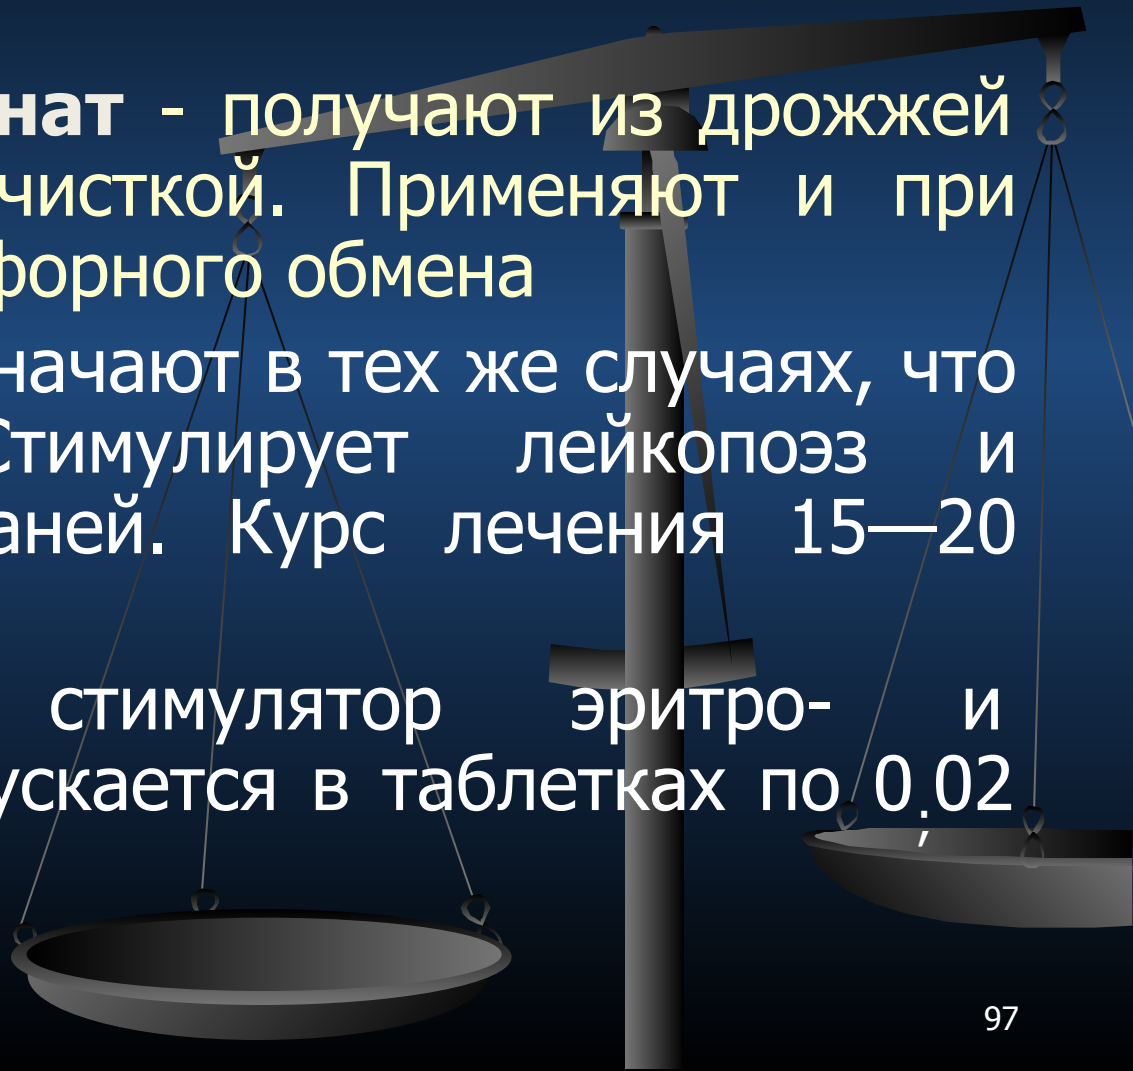 нат - получают из дрожжей
чисткой. Применяют и при
форного обмена
начают в тех же случаях, что
Стимулирует лейкопоэз и
аней. Курс лечения 15—20
стимулятор эритро- и
ускается в таблетках по 0,02
97